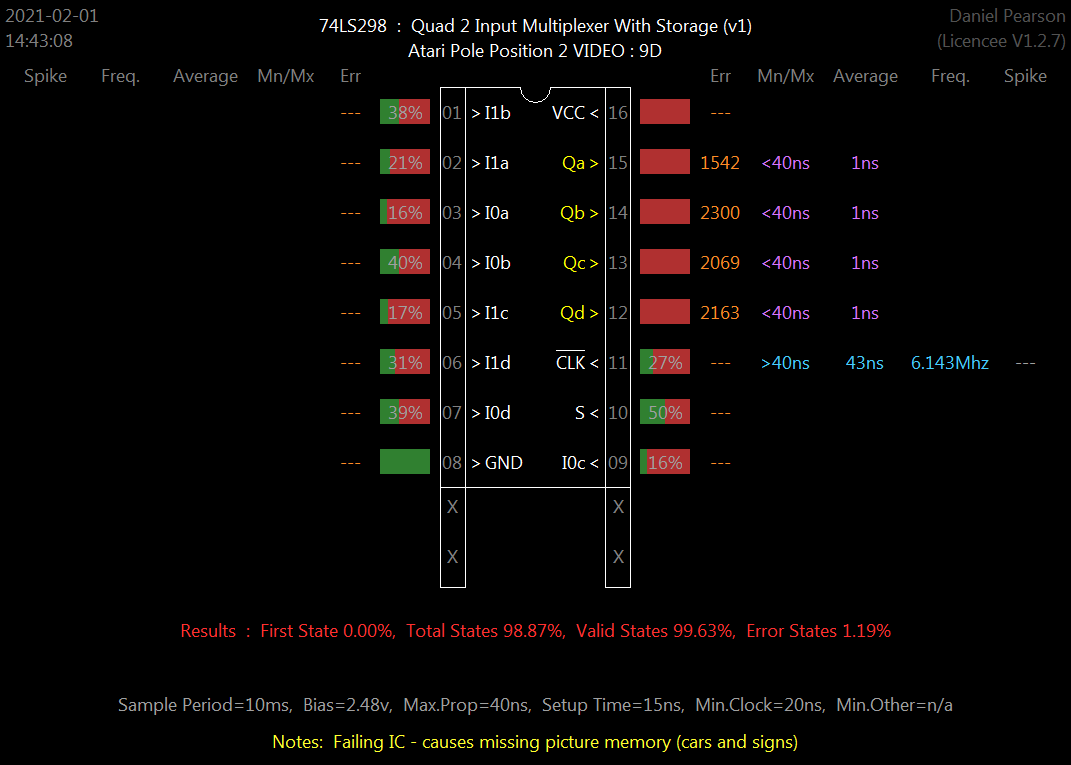 2021-02-01
74LS298 : Quad 2 Input Multiplexer With Storage (v1)
Daniel Pearson
14:43:08
Atari Pole Position 2 VIDEO : 9D
(Licencee V1.2.7)
Spike Freq. Average Mn/Mx Err Err Mn/Mx Average Freq. Spike
--- 38% 01 > I1b VCC < 16 ---
--- 21% 02 > I1a Qa > 15 1542 <40ns 1ns
--- 16% 03 > I0a Qb > 14 2300 <40ns 1ns
--- 40% 04 > I0b Qc > 13 2069 <40ns 1ns
--- 17% 05 > I1c Qd > 12 2163 <40ns 1ns
--- 31% 06 > I1d CLK < 11 27% --- >40ns 43ns 6.143Mhz ---
--- 39% 07 > I0d S < 10 50% ---
--- 08 > GND I0c < 09 16% ---
X X
X X
Results : First State 0.00%, Total States 98.87%, Valid States 99.63%, Error States 1.19%
Sample Period=10ms, Bias=2.48v, Max.Prop=40ns, Setup Time=15ns, Min.Clock=20ns, Min.Other=n/a
Notes: Failing IC - causes missing picture memory (cars and signs)